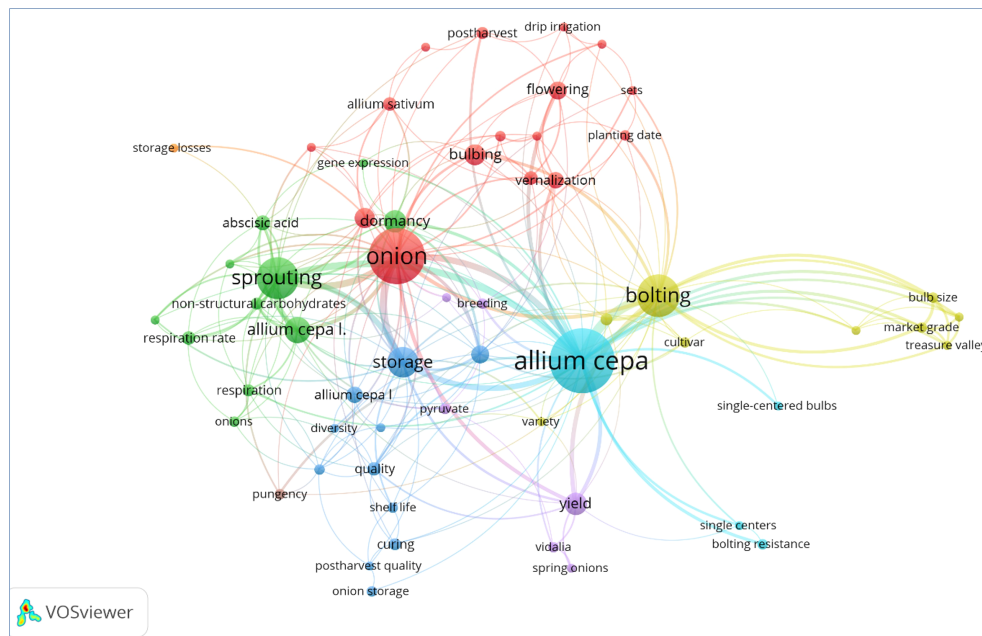 drip irrigation
postharvest
flowering
sets
allium sativum
planting date
storage losses
bulbing
gene expression
vernalization
abscisic acid
dormancy
onion
sprouting
bolting
bulb size
non-structural carbohydrates
breeding
market grade
allium cepa l.
respiration rate
cultivar
treasure valley
storage
allium cepa
respiration
allium cepa l
pyruvate
single-centered bulbs
onions
diversity
variety
quality
pungency
shelf life
yield
single centers
curing
vidalia
bolting resistance
postharvest quality
spring onions
onion storage
VOSviewer